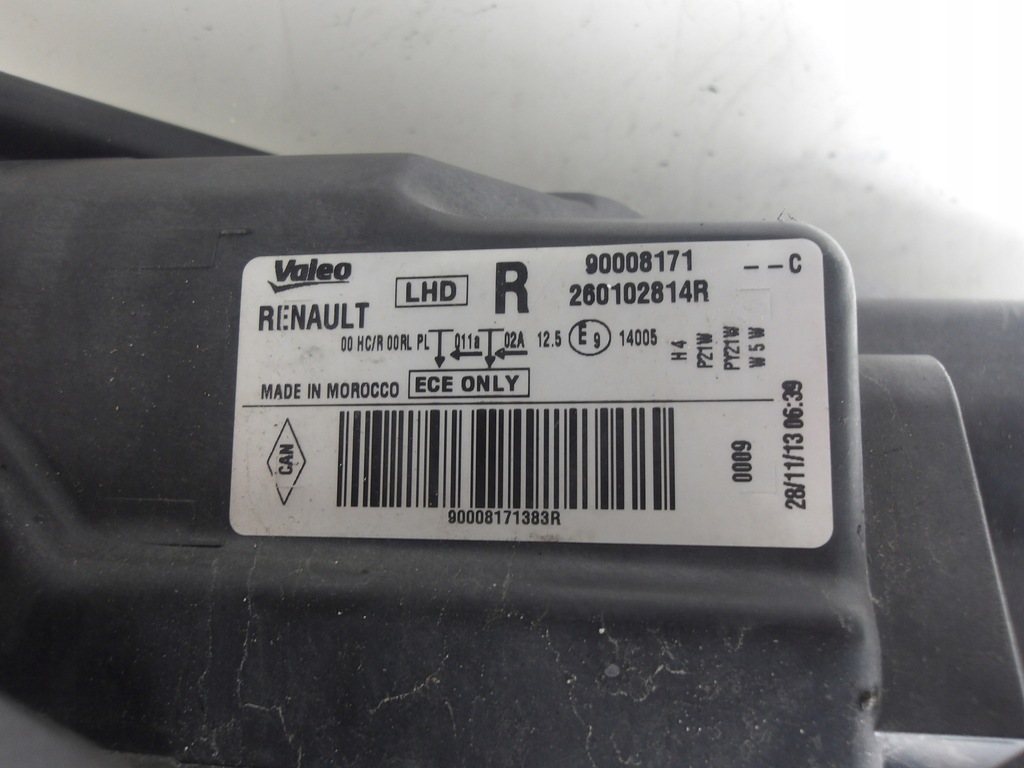 Valeo
RENAULT
LHD
R
90008171
260102814R
--C
00 HC/R 00RL PL 011a 02A 12.5 E9 14005
H4
P21W
PY21W
W5W
MADE IN MOROCCO
ECE ONLY
CAN
90008171383R
0009
28/11/13 06:39